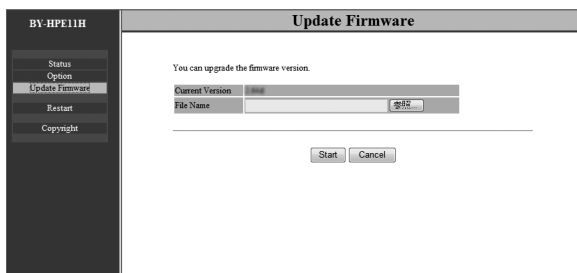 BY-HPE11H
Update Firmware
Status
Option
Update Firmware
Restart
Copyright
You can upgrade the firmware version.
Current Version
File Name 参照...
Start Cancel